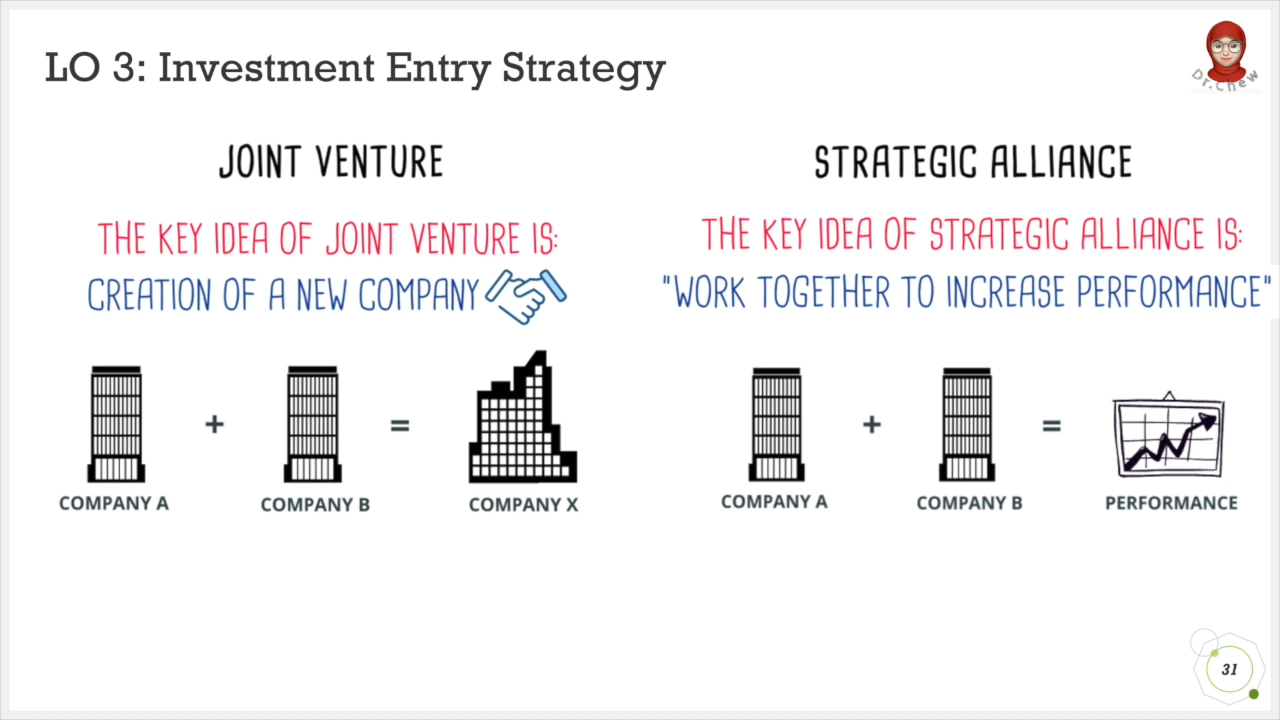 LO 3: Investment Entry Strategy
Dr.Chew
JOINT VENTURE
THE KEY IDEA OF JOINT VENTURE IS:
CREATION OF A NEW COMPANY
COMPANY A + COMPANY B = COMPANY X
STRATEGIC ALLIANCE
THE KEY IDEA OF STRATEGIC ALLIANCE IS:
"WORK TOGETHER TO INCREASE PERFORMANCE"
COMPANY A + COMPANY B = PERFORMANCE
31